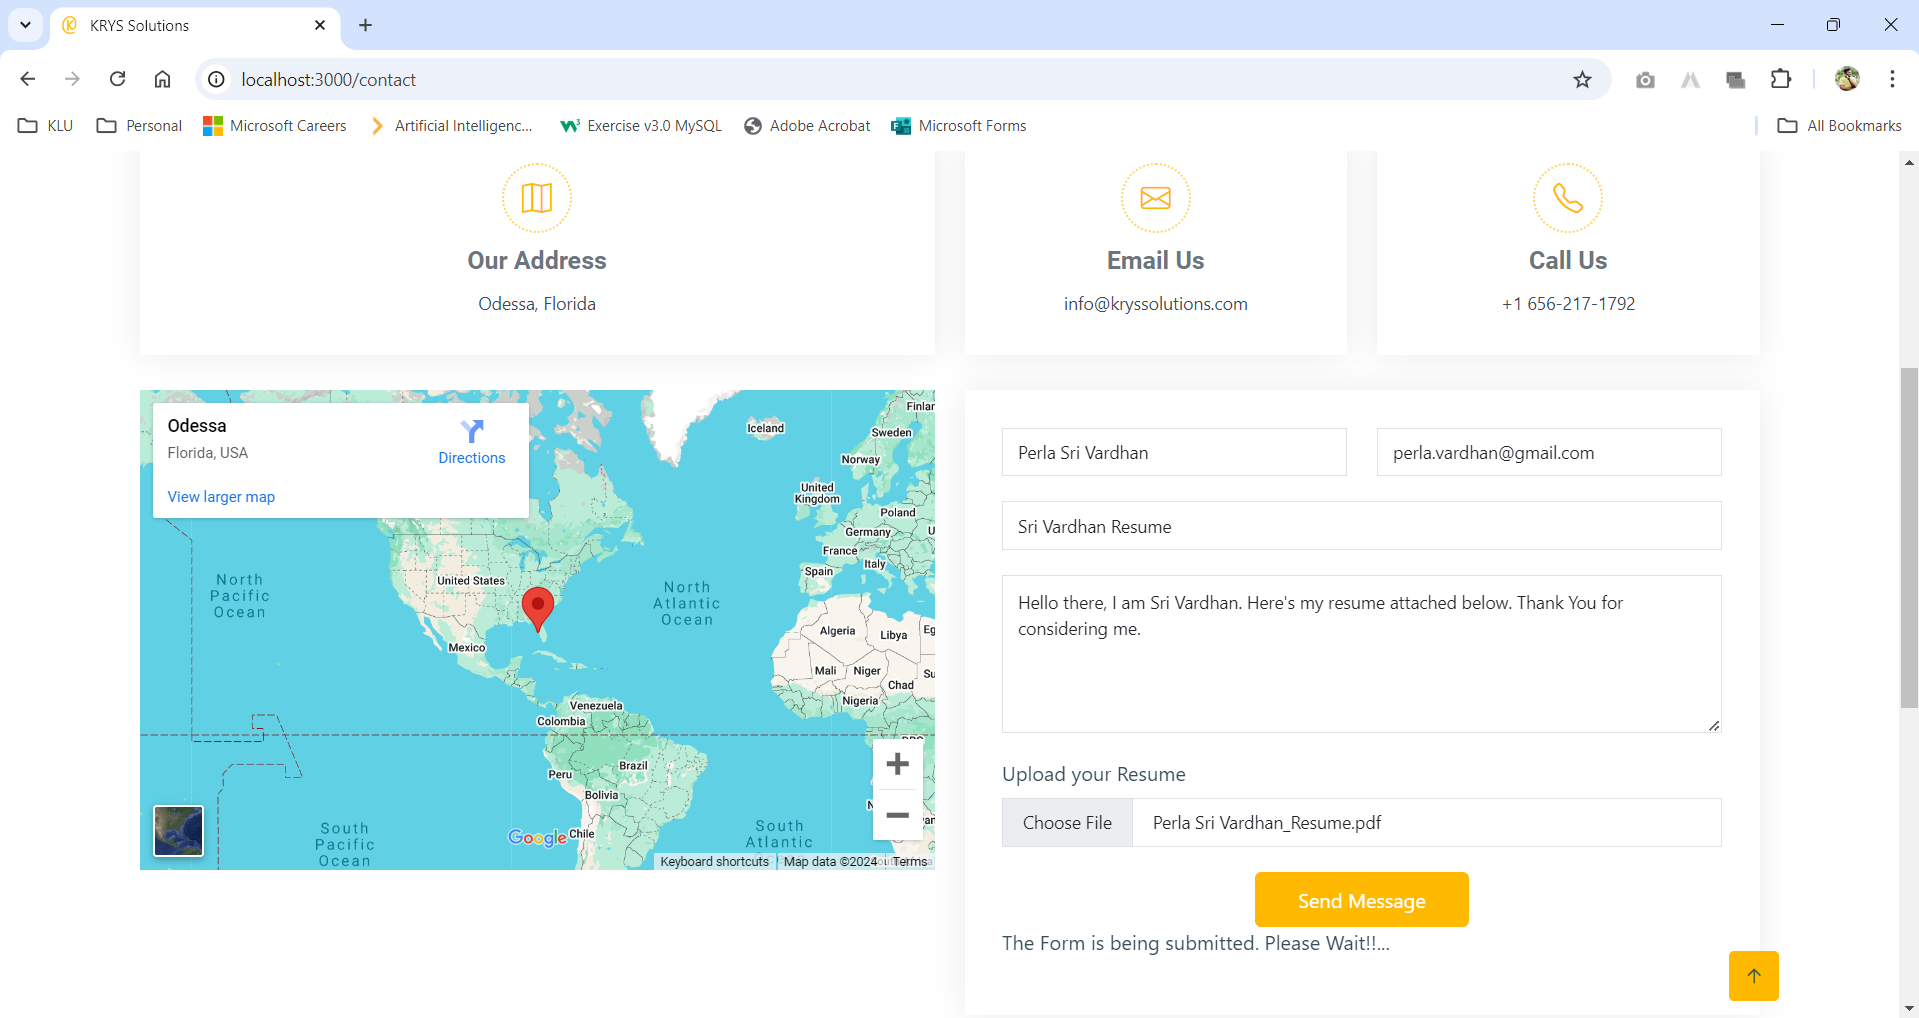 KRYS Solutions
localhost:3000/contact
KLU
Personal
Microsoft Careers
Artificial Intelligenc...
Exercise v3.0 MySQL
Adobe Acrobat
Microsoft Forms
All Bookmarks
Our Address
Odessa, Florida
Email Us
info@kryssolutions.com
Call Us
+1 656-217-1792
Odessa
Florida, USA
Directions
View larger map
Iceland
Finlar
Sweden
Norway
United
Kingdom
Poland
Germany
U
France
Italy
Spain
North
Pacific
Ocean
United States
North
Atlantic
Ocean
Mexico
Algeria
Libya
Eg
Mali
Niger
Chad
Su
Nigeria
Venezuela
Colombia
Peru
Brazil
Bolivia
Chile
South
Pacific
Ocean
South
Atlantic
Google
Keyboard shortcuts
Map data ©2024
Terms
Perla Sri Vardhan
perla.vardhan@gmail.com
Sri Vardhan Resume
Hello there, I am Sri Vardhan. Here's my resume attached below. Thank You for
considering me.
Upload your Resume
Choose File
Perla Sri Vardhan_Resume.pdf
Send Message
The Form is being submitted. Please Wait!!...